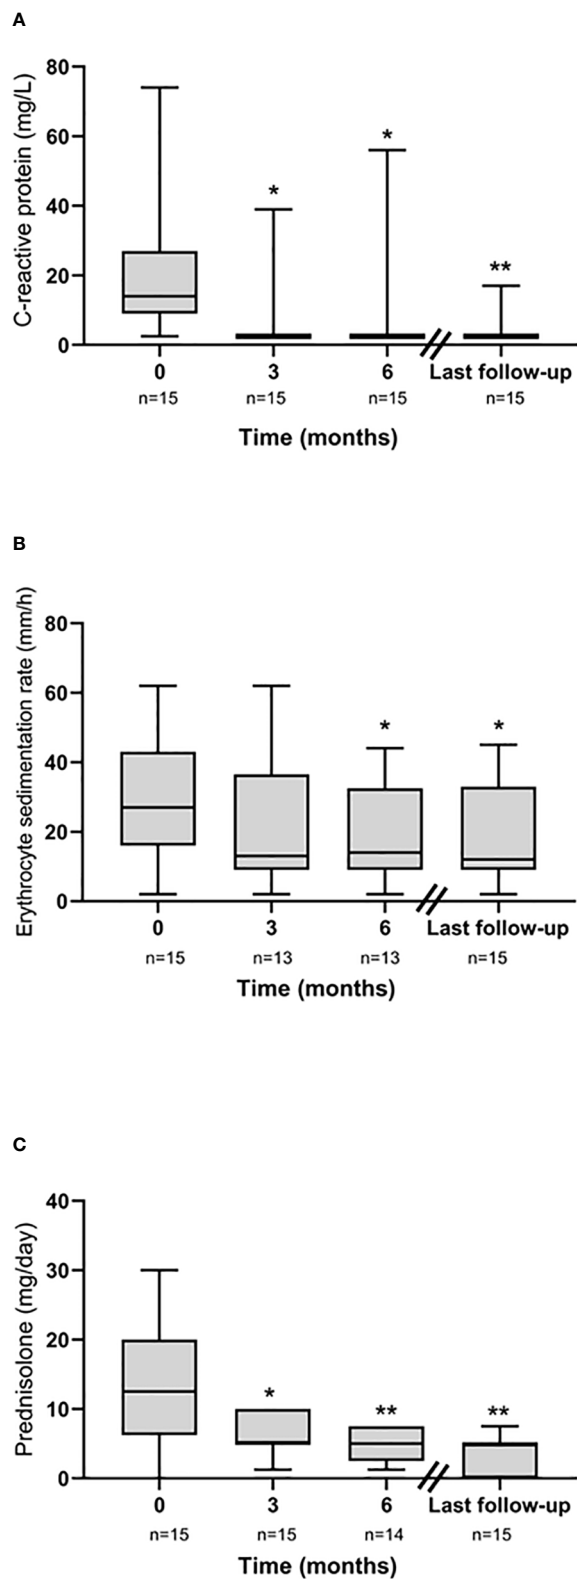 A
C-reactive protein (mg/L)
80
60
40
20
0
*
*
**
0 3 6 Last follow-up
n=15 n=15 n=15 n=15
Time (months)
B
Erythrocyte sedimentation rate (mm/h)
80
60
40
20
0
*
*
0 3 6 Last follow-up
n=15 n=13 n=13 n=15
Time (months)
C
Prednisolone (mg/day)
40
30
20
10
0
*
**
**
0 3 6 Last follow-up
n=15 n=15 n=14 n=15
Time (months)